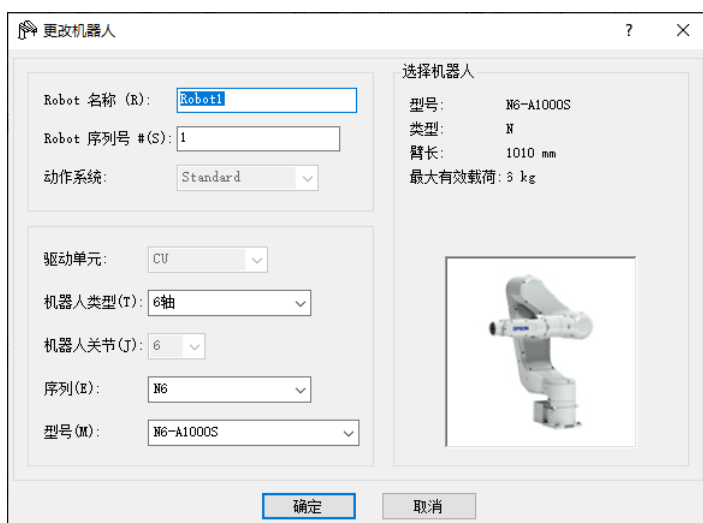 更改机器人
?
Robot 名称 (R):
Robot1
Robot 序列号 #(S):
1
动作系统:
Standard
驱动单元:
CU
机器人类型(T):
6轴
机器人关节(J):
6
序列(E):
N6
型号(M):
N6-A1000S
选择机器人
型号: N6-A1000S
类型: N
臂长: 1010 mm
最大有效载荷: 6 kg
EPSON
确定
取消